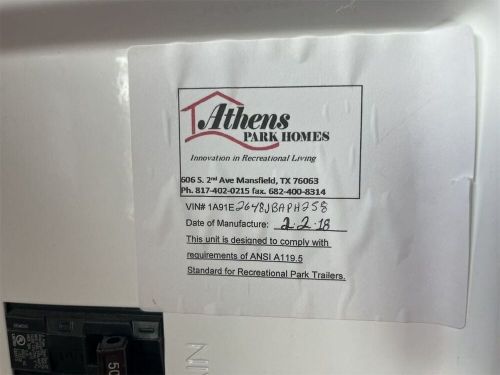 Athens
PARK HOMES
Innovation in Recreational Living
606 S. 2nd Ave Mansfield, TX 76063
Ph. 817-402-0215 fax. 682-400-8314
VIN# 1A91E2648JBAPH258
Date of Manufacture: 2-2-18
This unit is designed to comply with
requirements of ANSI A119.5
Standard for Recreational Park Trailers.
50